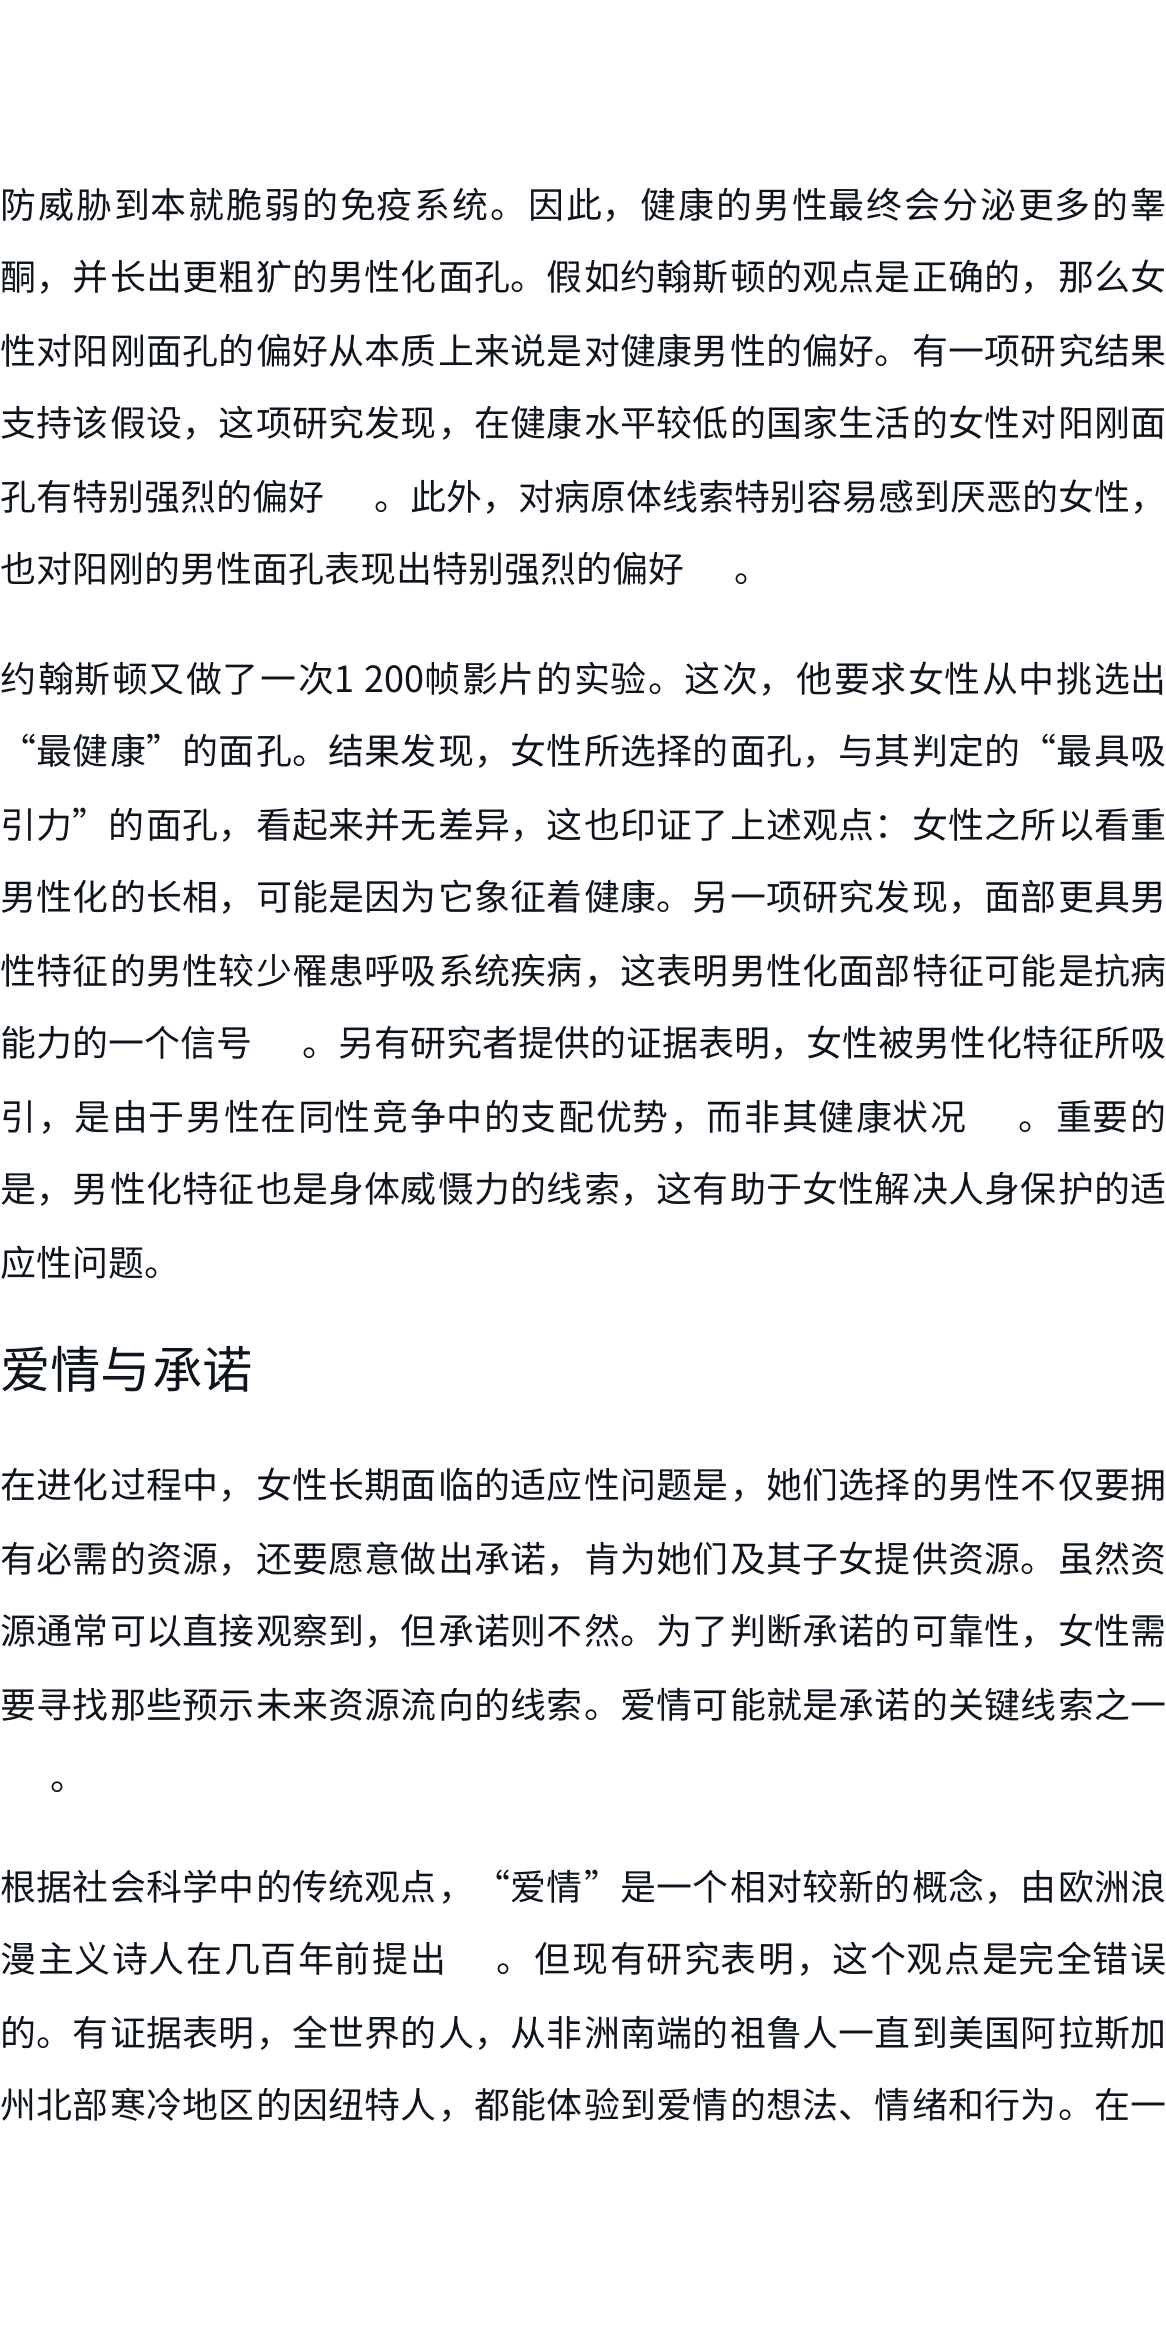 防威胁到本就脆弱的免疫系统。因此，健康的男性最终会分泌更多的睾
酮，并长出更粗犷的男性化面孔。假如约翰斯顿的观点是正确的，那么女
性对阳刚面孔的偏好从本质上来说是对健康男性的偏好。有一项研究结果
支持该假设，这项研究发现，在健康水平较低的国家生活的女性对阳刚面
孔有特别强烈的偏好 。此外，对病原体线索特别容易感到厌恶的女性，
也对阳刚的男性面孔表现出特别强烈的偏好 。
约翰斯顿又做了一次1 200帧影片的实验。这次，他要求女性从中挑选出
“最健康”的面孔。结果发现，女性所选择的面孔，与其判定的“最具吸
引力”的面孔，看起来并无差异，这也印证了上述观点：女性之所以看重
男性化的长相，可能是因为它象征着健康。另一项研究发现，面部更具男
性特征的男性较少罹患呼吸系统疾病，这表明男性化面部特征可能是抗病
能力的一个信号 。另有研究者提供的证据表明，女性被男性化特征所吸
引，是由于男性在同性竞争中的支配优势，而非其健康状况 。重要的
是，男性化特征也是身体威慑力的线索，这有助于女性解决人身保护的适
应性问题。
爱情与承诺
在进化过程中，女性长期面临的适应性问题是，她们选择的男性不仅要拥
有必需的资源，还要愿意做出承诺，肯为她们及其子女提供资源。虽然资
源通常可以直接观察到，但承诺则不然。为了判断承诺的可靠性，女性需
要寻找那些预示未来资源流向的线索。爱情可能就是承诺的关键线索之一
。
根据社会科学中的传统观点，“爱情”是一个相对较新的概念，由欧洲浪
漫主义诗人在几百年前提出 。但现有研究表明，这个观点是完全错误
的。有证据表明，全世界的人，从非洲南端的祖鲁人一直到美国阿拉斯加
州北部寒冷地区的因纽特人，都能体验到爱情的想法、情绪和行为。在一